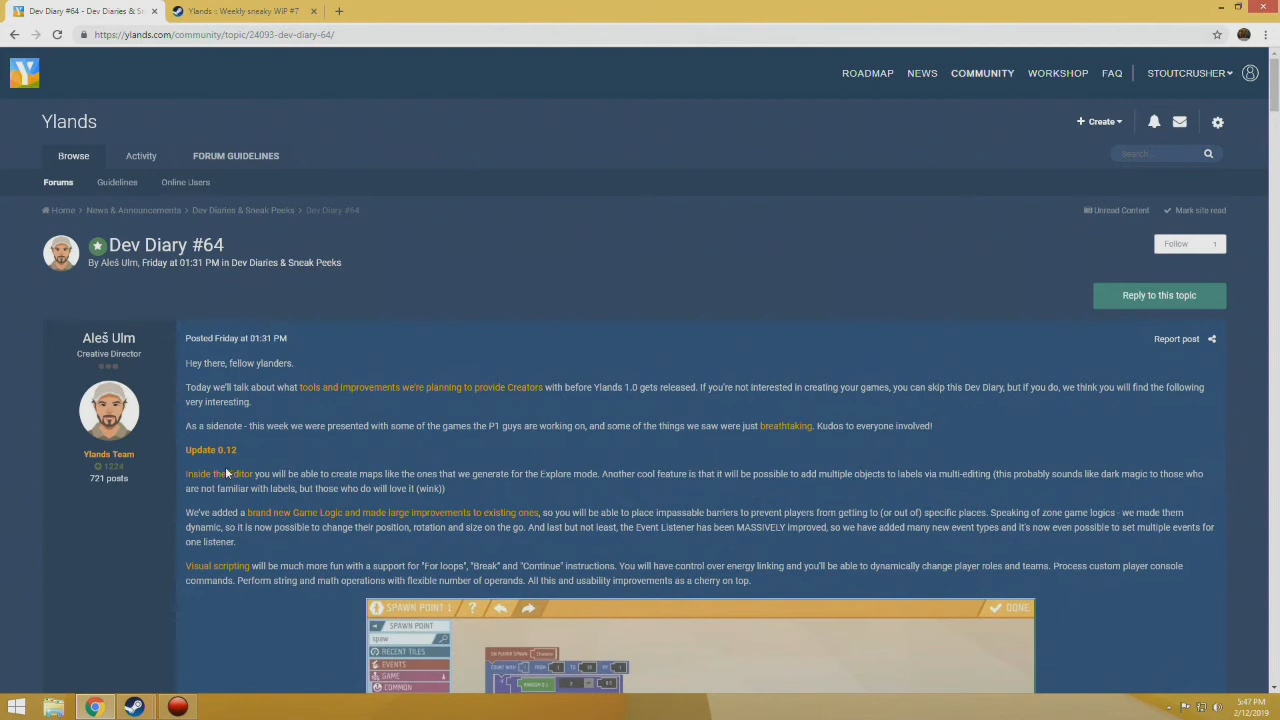 Dev Diary #64 - Dev Diaries & S
Ylands :: Weekly sneaky WIP #7
https://ylands.com/community/topic/24093-dev-diary-64/
ROADMAP NEWS COMMUNITY WORKSHOP FAQ STOUTCRUSHER
Ylands
+ Create
Browse Activity FORUM GUIDELINES
Search...
Forums Guidelines Online Users
Home > News & Announcements > Dev Diaries & Sneak Peeks > Dev Diary #64
Unread Content Mark site read
Dev Diary #64
By Aleš Ulm, Friday at 01:31 PM in Dev Diaries & Sneak Peeks
Follow 1
Reply to this topic
Aleš Ulm
Creative Director
Ylands Team
1224
721 posts
Posted Friday at 01:31 PM
Report post
Hey there, fellow ylanders.
Today we'll talk about what tools and improvements we're planning to provide Creators with before Ylands 1.0 gets released. If you're not interested in creating your games, you can skip this Dev Diary, but if you do, we think you will find the following
very interesting.
As a sidenote - this week we were presented with some of the games the P1 guys are working on, and some of the things we saw were just breathtaking. Kudos to everyone involved!
Update 0.12
Inside the editor you will be able to create maps like the ones that we generate for the Explore mode. Another cool feature is that it will be possible to add multiple objects to labels via multi-editing (this probably sounds like dark magic to those who
are not familiar with labels, but those who do will love it (wink))
We've added a brand new Game Logic and made large improvements to existing ones, so you will be able to place impassable barriers to prevent players from getting to (or out of) specific places. Speaking of zone game logics - we made them
dynamic, so it is now possible to change their position, rotation and size on the go. And last but not least, the Event Listener has been MASSIVELY improved, so we have added many new event types and it's now even possible to set multiple events for
one listener.
Visual scripting will be much more fun with a support for "For loops", "Break" and "Continue" instructions. You will have control over energy linking and you'll be able to dynamically change player roles and teams. Process custom player console
commands. Perform string and math operations with flexible number of operands. All this and usability improvements as a cherry on top.
SPAWN POINT 1 ? DONE
SPAWN POINT
spaw
RECENT TILES
EVENTS
GAME
COMMON
ON PLAYER SPAWN
COUNT WITH FROM 1 TO 10 BY 1
RANDOM 0..1
5:47 PM
2/12/2019